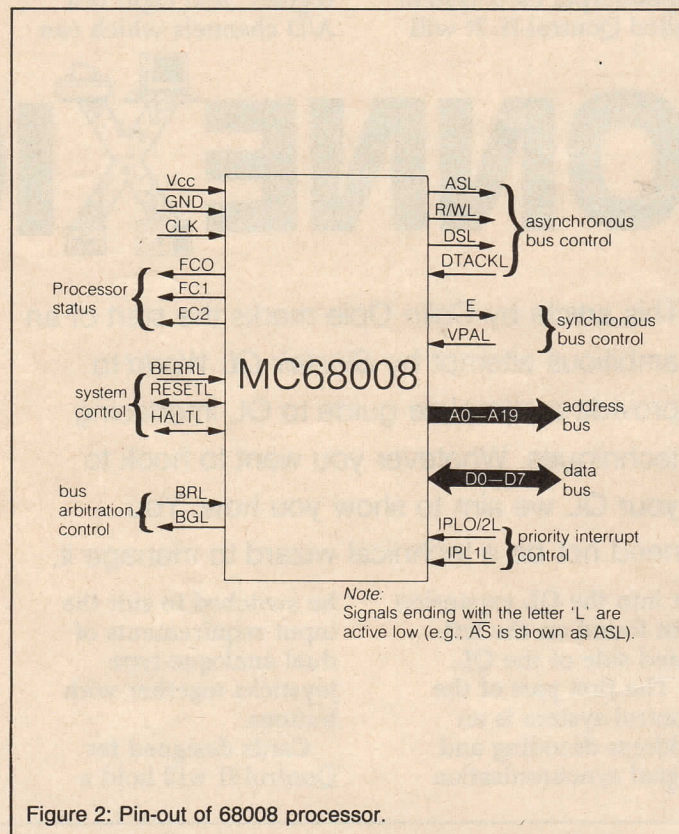 Vcc
GND
CLK
FCO
FC1
FC2
Processor
status
BERRL
RESETL
HALTL
system
control
BRL
BGL
bus
arbitration
control
MC68008
ASL
R/WL
DSL
DTACKL
asynchronous
bus control
E
VPAL
synchronous
bus control
A0—A19
address
bus
D0—D7
data
bus
IPLO/2L
IPL1L
priority interrupt
control
Note:
Signals ending with the letter 'L' are
active low (e.g., A̅S̅ is shown as ASL).
Figure 2: Pin-out of 68008 processor.